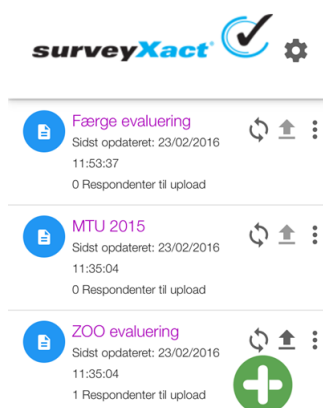 surveyXact
Færge evaluering
Sidst opdateret: 23/02/2016
11:53:37
0 Respondenter til upload
MTU 2015
Sidst opdateret: 23/02/2016
11:35:04
0 Respondenter til upload
ZOO evaluering
Sidst opdateret: 23/02/2016
11:35:04
1 Respondenter til upload